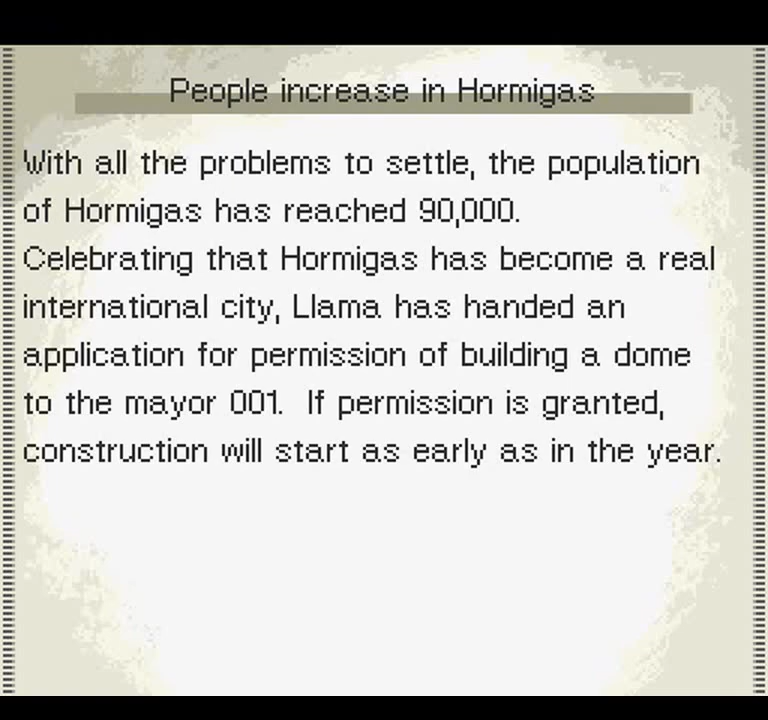 People increase in Hormigas
With all the problems to settle, the population
of Hormigas has reached 90,000.
Celebrating that Hormigas has become a real
international city, Llama has handed an
application for permission of building a dome
to the mayor 001.  If permission is granted,
construction will start as early as in the year.